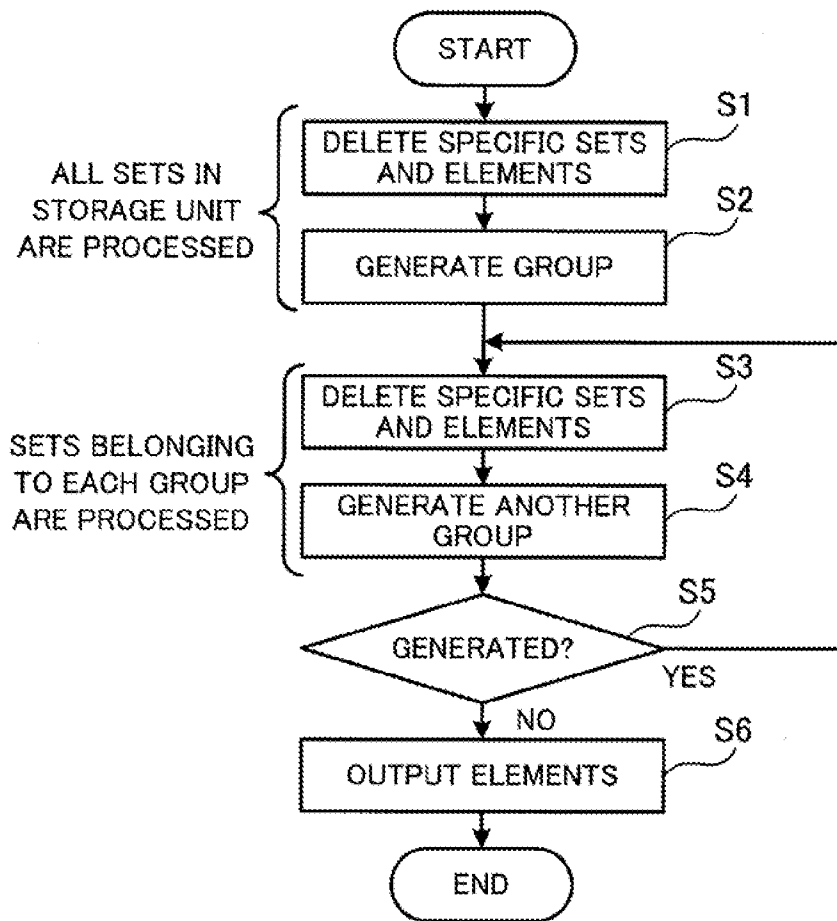 START
S1
DELETE SPECIFIC SETS
AND ELEMENTS
ALL SETS IN
STORAGE UNIT
ARE PROCESSED
S2
GENERATE GROUP
S3
DELETE SPECIFIC SETS
AND ELEMENTS
SETS BELONGING
TO EACH GROUP
ARE PROCESSED
S4
GENERATE ANOTHER
GROUP
S5
GENERATED?
YES
NO
S6
OUTPUT ELEMENTS
END